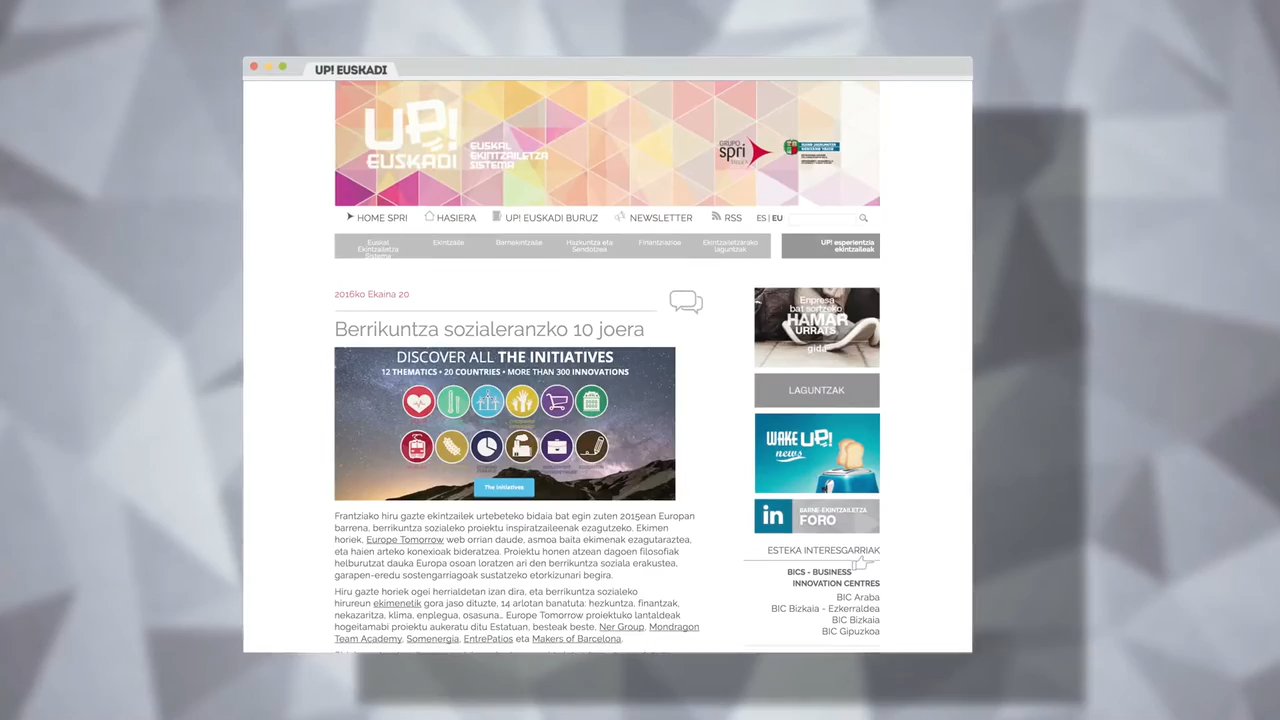 UP! EUSKADI
UP!
EUSKADI
EUSKAL
EKINTZAILETZA
SISTEMA
GRUPO
spri
HOME SPRI
HASIERA
UP! EUSKADI BURUZ
NEWSLETTER
RSS
ES | EU
Euskal
Ekintzailetza
Sistema
Ekintzaile
Barnekintzaile
Hazkuntza eta
Sendotzea
Finantziazioa
Ekintzailetzarako
laguntzak
UP! esperientzia
ekintzaileak
2016ko Ekaina 20
Berrikuntza sozialeranzko 10 joera
DISCOVER ALL THE INITIATIVES
12 THEMATICS • 20 COUNTRIES • MORE THAN 300 INNOVATIONS
The initiatives
Frantziako hiru gazte ekintzailek urtebeteko bidaia bat egin zuten 2015ean Europan
barrena, berrikuntza sozialeko proiektu inspiratzaileenak ezagutzeko. Ekimen
horiek, Europe Tomorrow web orrian daude, asmoa baita ekimenak ezagutaraztea,
eta haien arteko konexioak bideratzea. Proiektu honen atzean dagoen filosofiak
helburutzat dauka Europa osoan loratzen ari den berrikuntza soziala erakustea,
garapen-eredu sostengarriagoak sustatzeko etorkizunari begira.
Hiru gazte horiek ogei herrialdetan izan dira, eta berrikuntza sozialeko
hirureun ekimenetik gora jaso dituzte, 14 arlotan banatuta: hezkuntza, finantzak,
nekazaritza, klima, enplegua, osasuna... Europe Tomorrow proiektuko lantaldeak
hogeitamabi proiektu aukeratu ditu Estatuan, besteak beste, Ner Group, Mondragon
Team Academy, Somenergia, EntrePatios eta Makers of Barcelona.
Enpresa
bat sortzeko
HAMAR
URRATS
gida
LAGUNTZAK
WAKE UP!
news
in
BARNE-EKINTZAILETZA
FORO
ESTEKA INTERESGARRIAK
BICS - BUSINESS
INNOVATION CENTRES
BIC Araba
BIC Bizkaia - Ezkerraldea
BIC Bizkaia
BIC Gipuzkoa